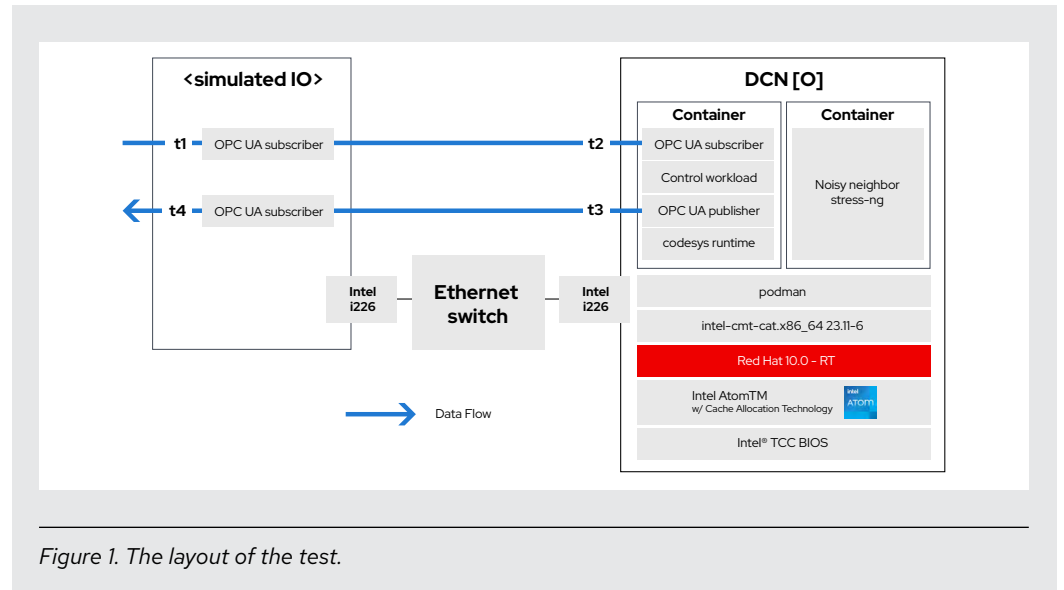 <simulated IO>
t1
OPC UA subscriber
t4
OPC UA subscriber
Intel
i226
Ethernet
switch
Intel
i226
Data Flow
DCN [O]
Container
t2
OPC UA subscriber
Control workload
t3
OPC UA publisher
codesys runtime
Container
Noisy neighbor
stress-ng
podman
intel-cmt-cat.x86_64 23.11-6
Red Hat 10.0 - RT
Intel AtomTM
w/ Cache Allocation Technology
intel
ATOM
Intel® TCC BIOS
Figure 1. The layout of the test.